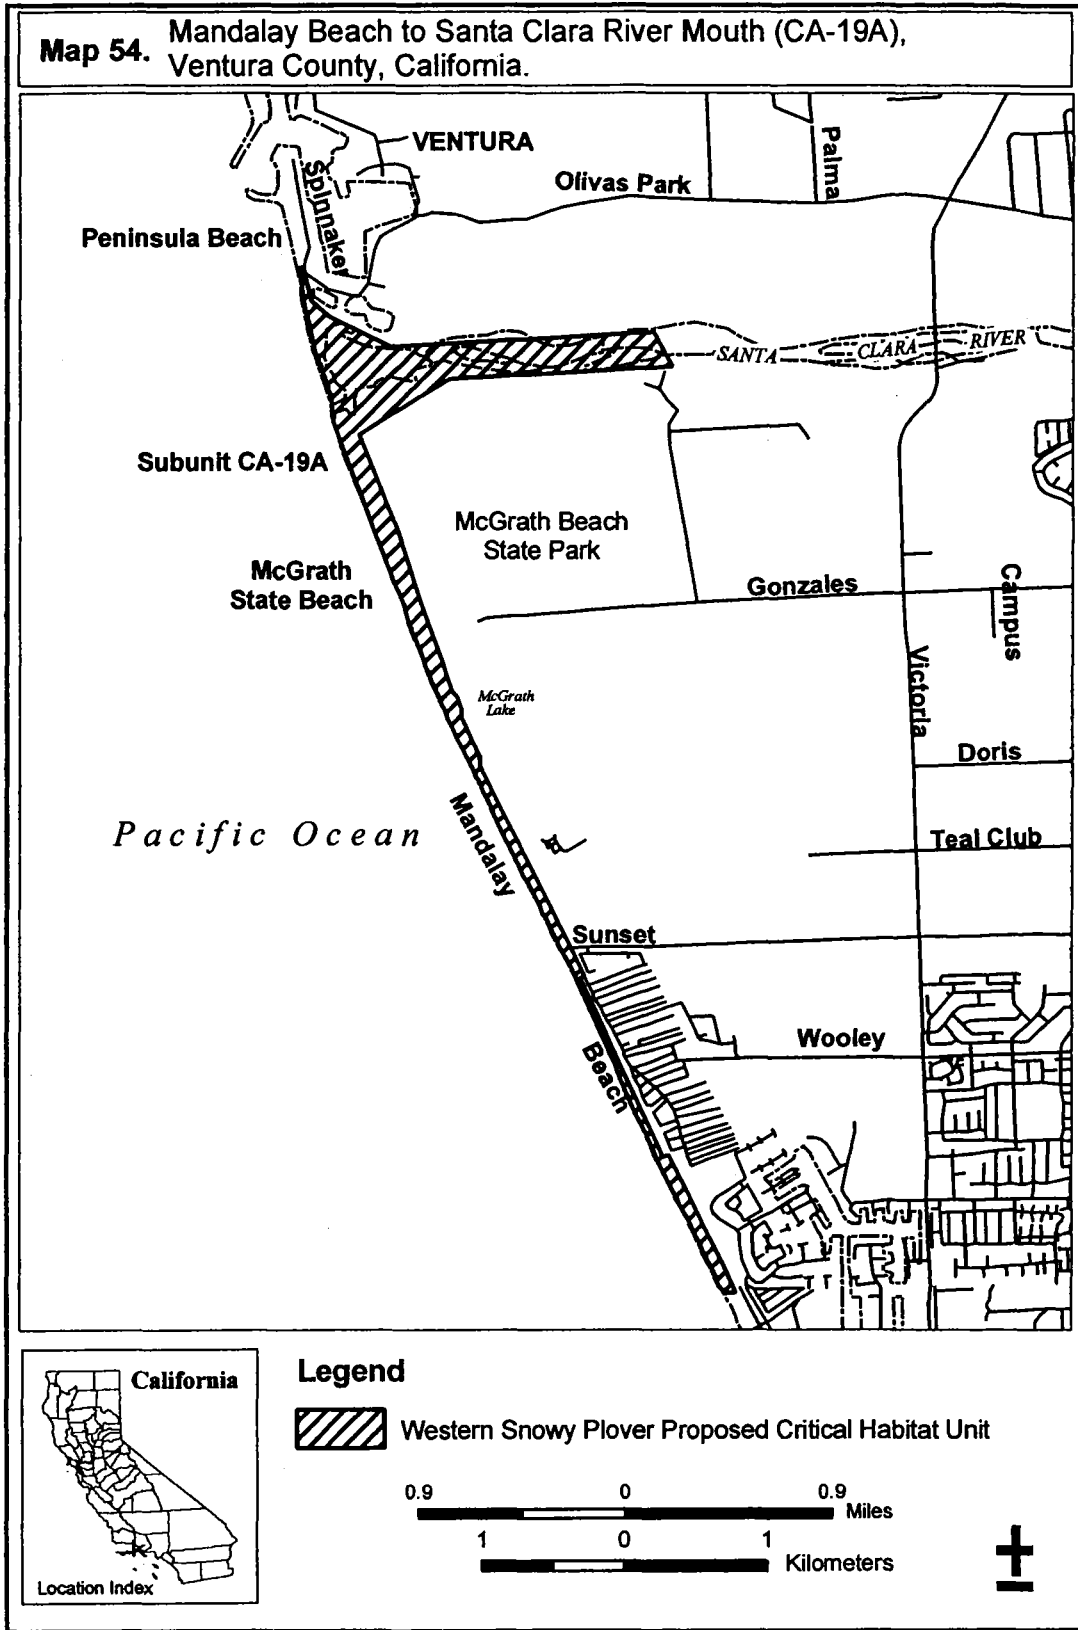 Map 54. Mandalay Beach to Santa Clara River Mouth (CA-19A),
Ventura County, California.
VENTURA
Palma
Spinnaker
Olivas Park
Peninsula Beach
SANTA CLARA RIVER
Subunit CA-19A
McGrath Beach
State Park
McGrath
State Beach
Gonzales
Campus
Victoria
McGrath
Lake
Doris
Mandalay
Pacific Ocean
Teal Club
Sunset
Wooley
Beach
California
Location Index
Legend
Western Snowy Plover Proposed Critical Habitat Unit
0.9 0 0.9
Miles
1 0 1
Kilometers